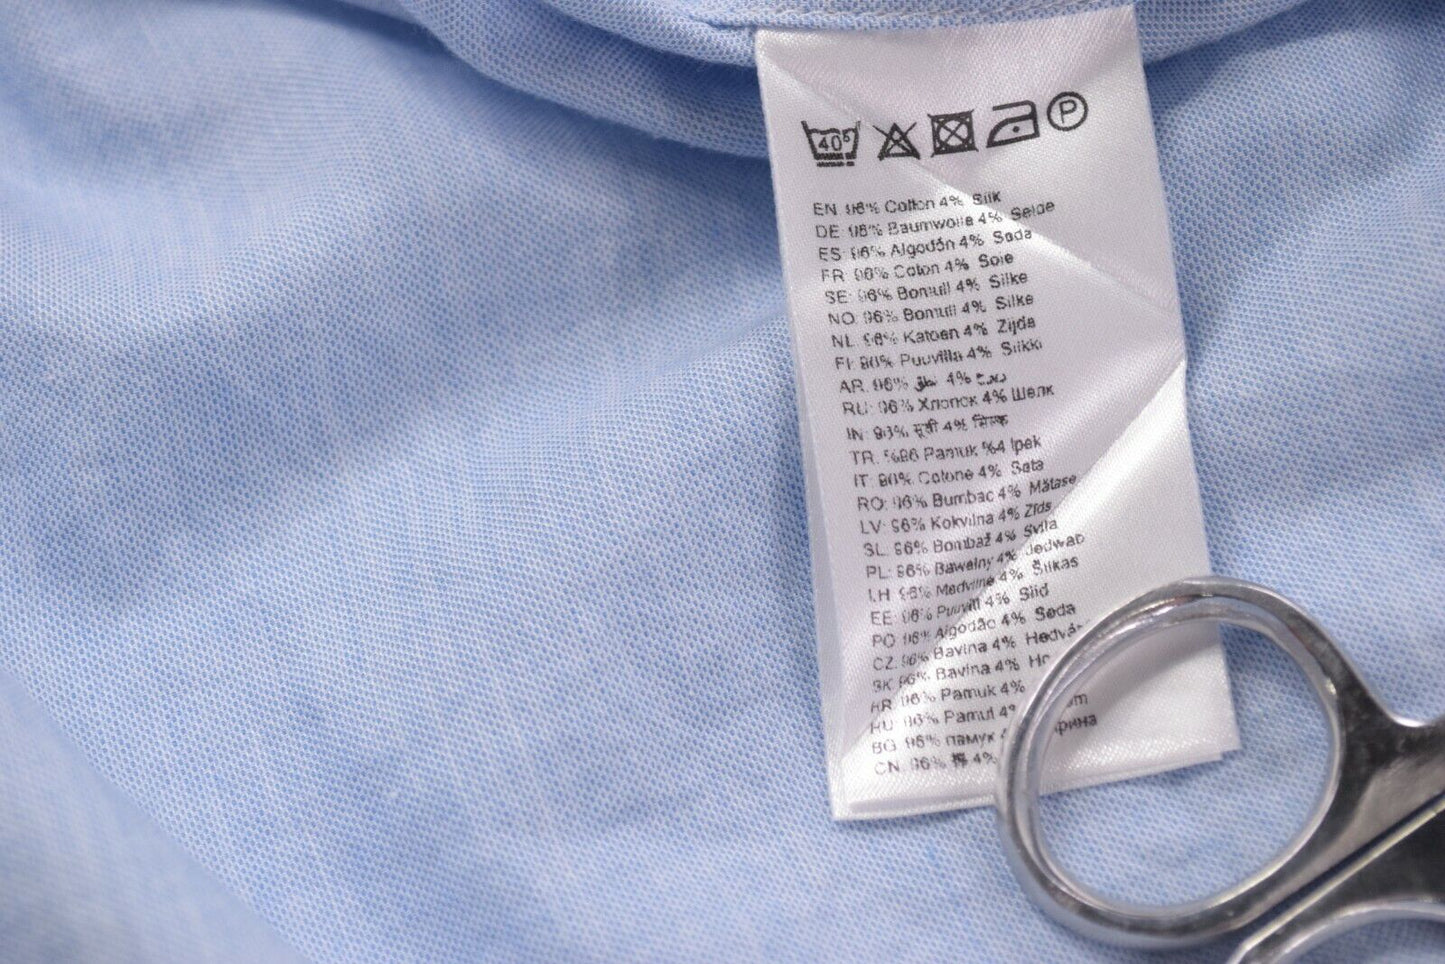 40° P
EN 96% Cotton 4% Silk
DE 96% Baumwolle 4% Seide
ES: 96% Algodón 4% Seda
FR 96% Coton 4% Soie
SE: 96% Bomull 4% Silke
NO 96% Bomull 4% Silke
NL 96% Katoen 4% Zijda
FI 96% Puuvilla 4% Silkki
AR: 96% 4%
RU: 96% Хлопок 4% Шелк
IN: 96% सूती 4% सिल्क
TR. %96 Pamuk %4 Ipek
IT 96% Cotone 4% Seta
RO: 96% Bumbac 4% Mătase
LV: 96% Kokvilna 4% Zīds
SL 96% Bombaž 4% Svila
PL: 96% Bawełny 4% Jedwab
LH 96% Medvilnė 4% Šilkas
EE: 96% Puuvill 4% Siid
PO 96% Algodão 4% Seda
CZ 96% Bavlna 4% Hedvá
SK 96% Bavlna 4% Ho
HR 96% Pamuk 4%
HU 96% Pamut 4%
BG 96% памук
CN 96% 棉 4%